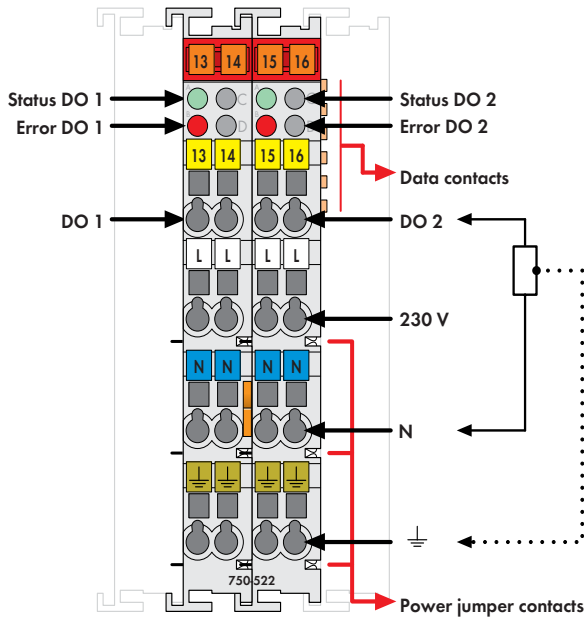 13 14 15 16
Status DO 1
A C A C
Status DO 2
Error DO 1
B D B
Error DO 2
13 14 15 16
Data contacts
DO 1
DO 2
L L L L
230 V
N N N N
N
750-522
Power jumper contacts